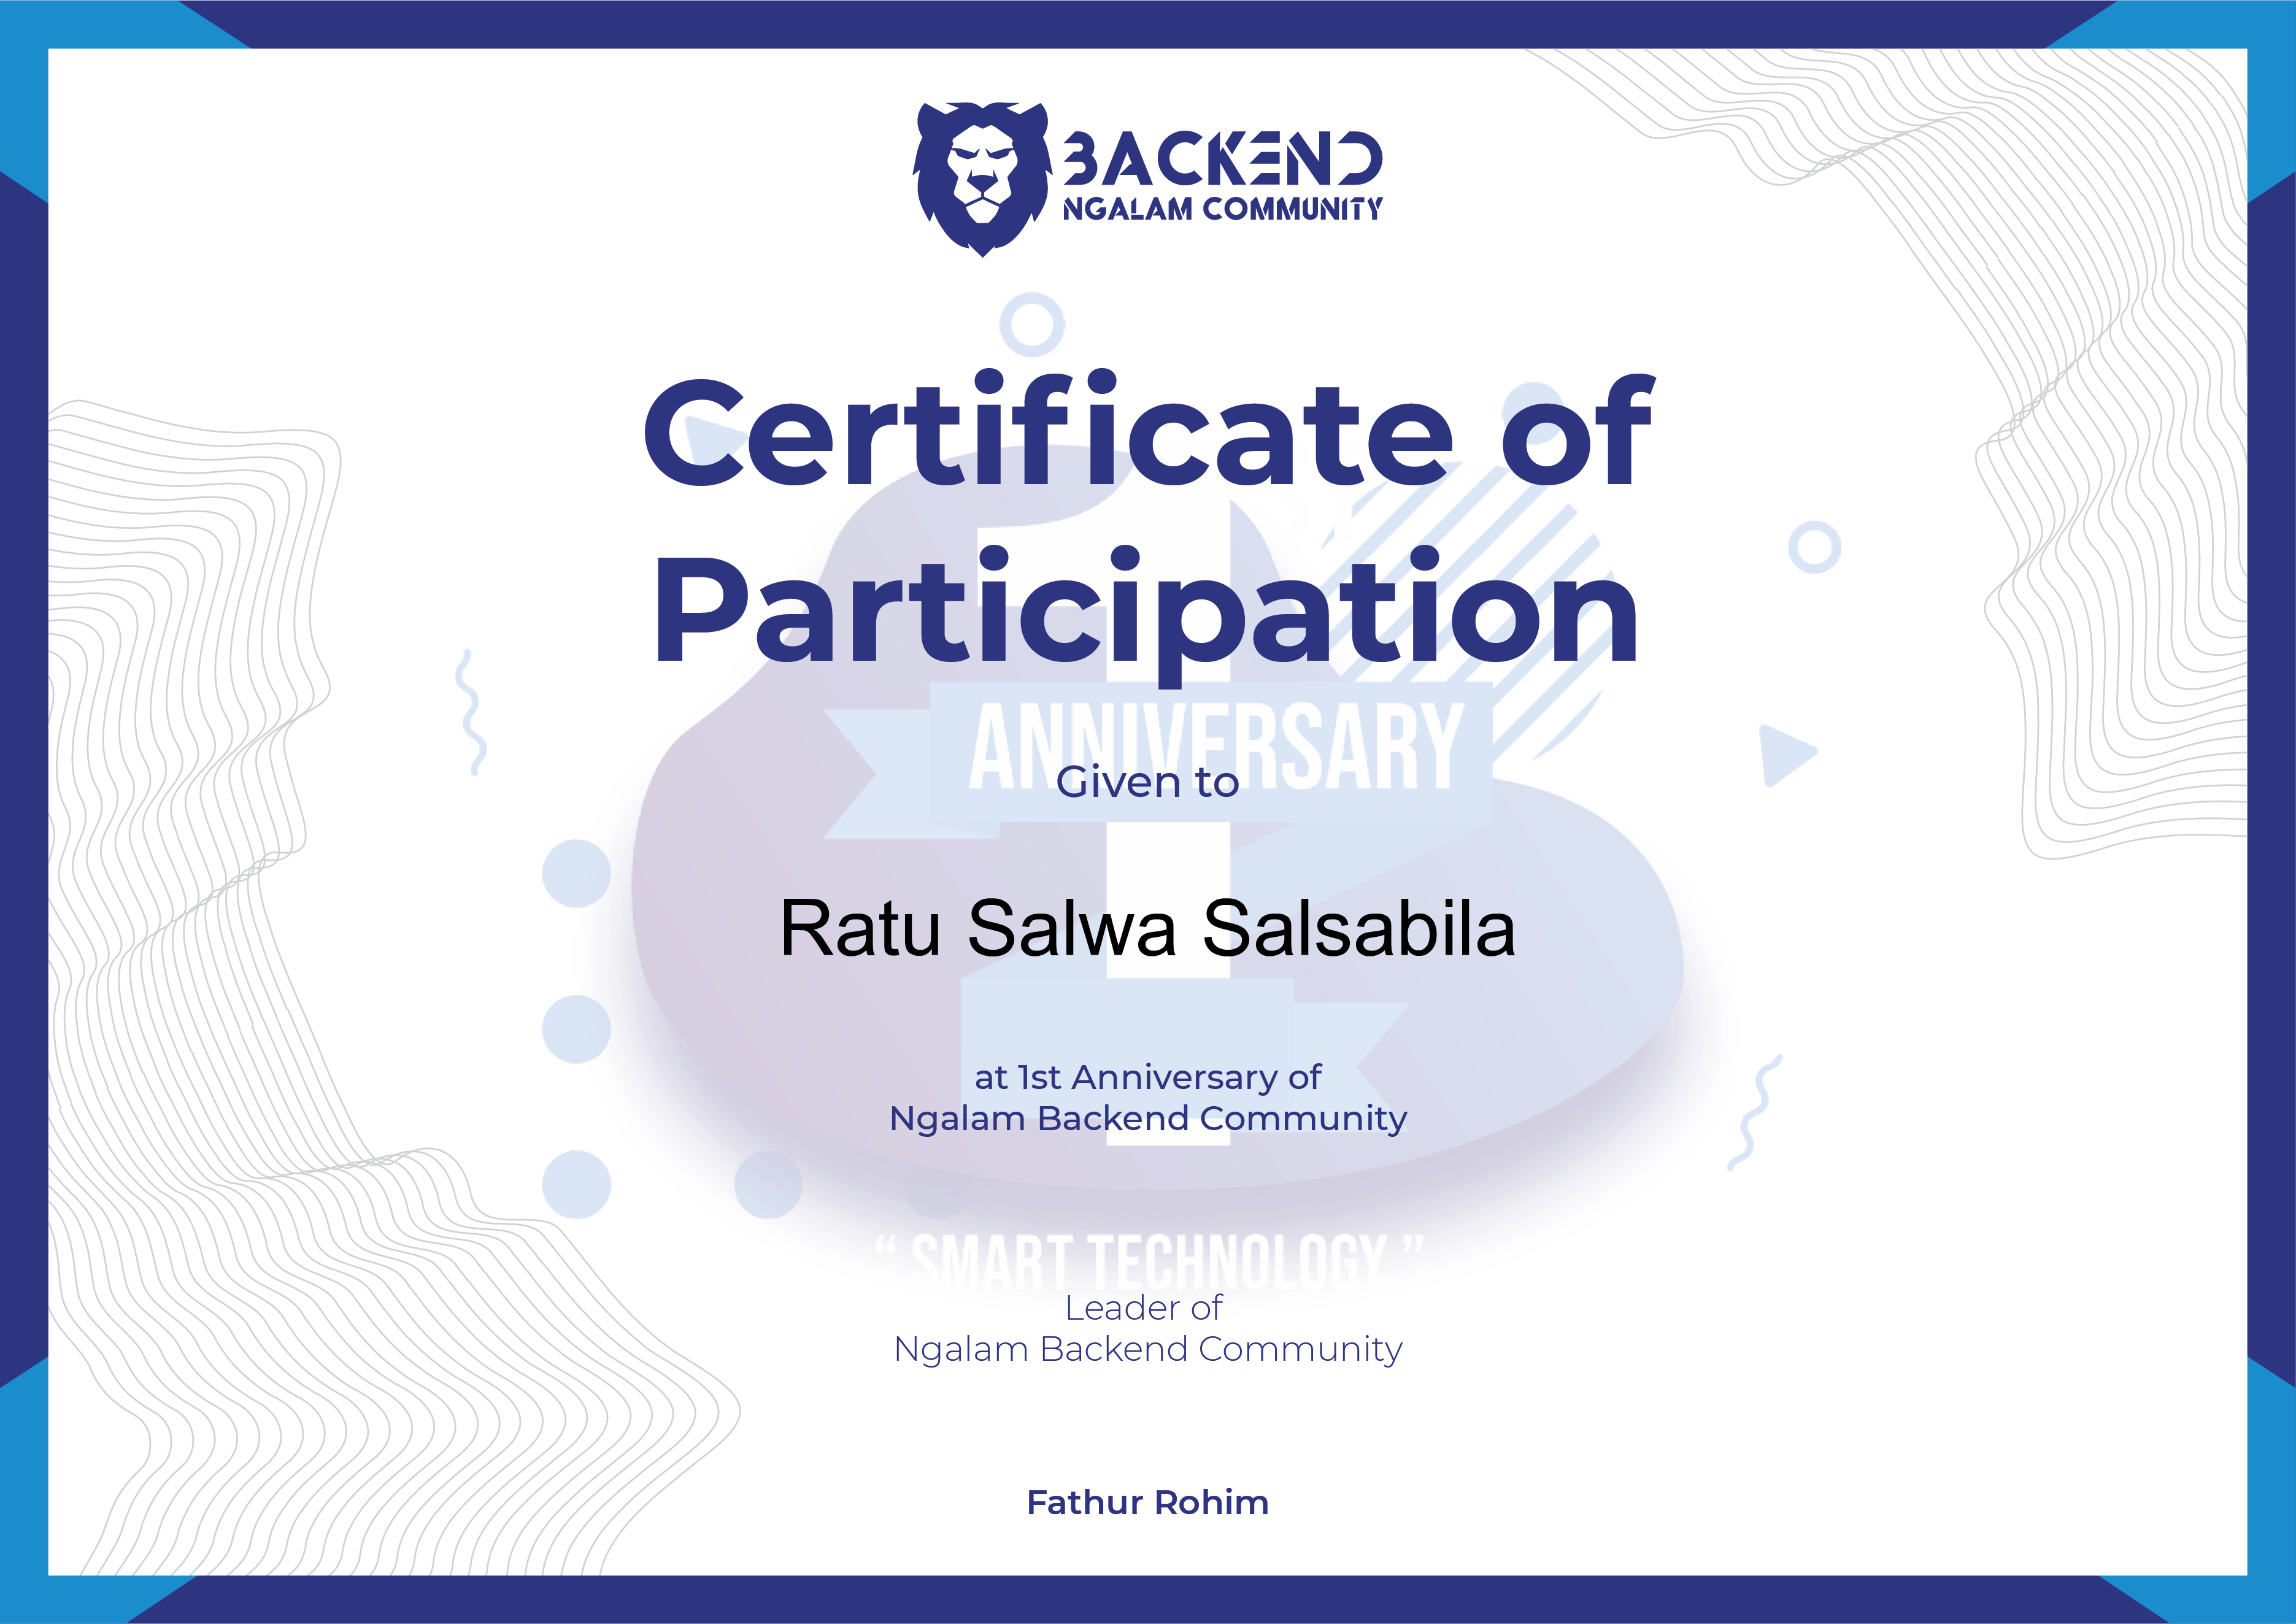 BACKEND
NGALAM COMMUNITY
Certificate of
Participation
ANNIVERSARY
Given to
Ratu Salwa Salsabila
at 1st Anniversary of
Ngalam Backend Community
“ SMART TECHNOLOGY ”
Leader of
Ngalam Backend Community
Fathur Rohim